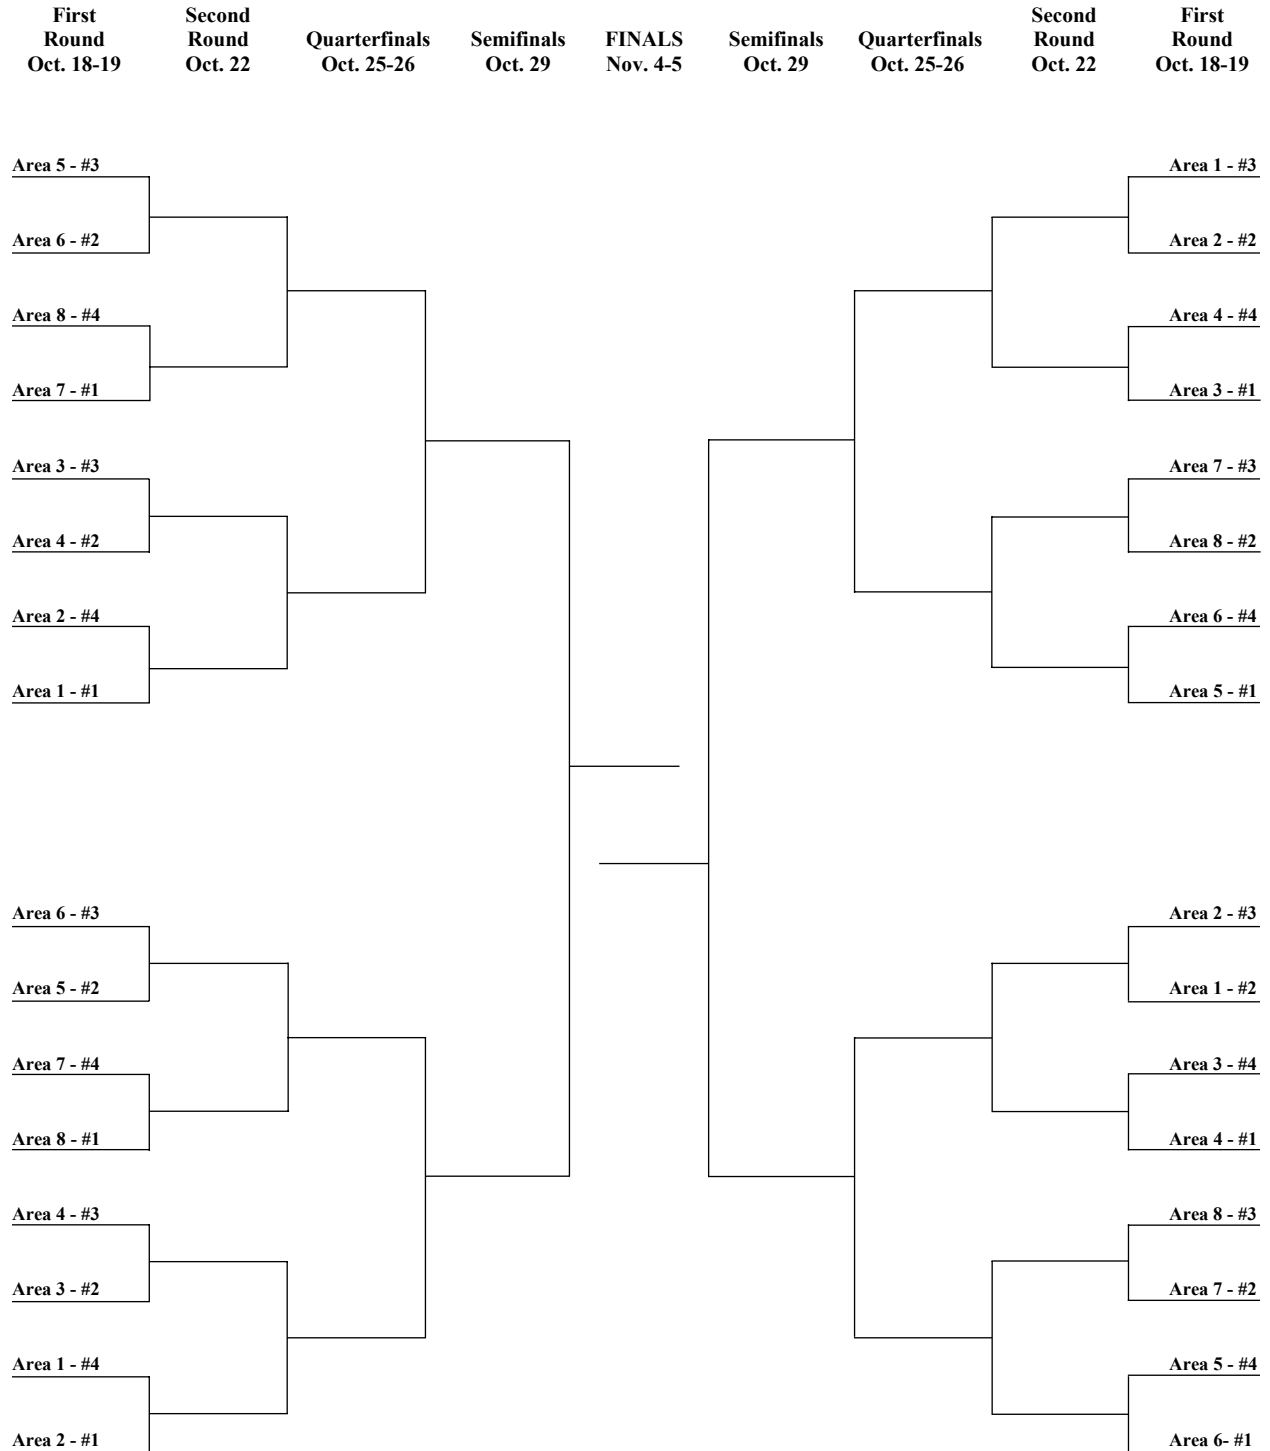 First Second Second First
Round Round Quarterfinals Semifinals FINALS Semifinals Quarterfinals Round Round
Oct. 18-19 Oct. 22 Oct. 25-26 Oct. 29 Nov. 4-5 Oct. 29 Oct. 25-26 Oct. 22 Oct. 18-19
Area 5 - #3 Area 1 - #3
Area 6 - #2 Area 2 - #2
Area 8 - #4 Area 4 - #4
Area 7 - #1 Area 3 - #1
Area 3 - #3 Area 7 - #3
Area 4 - #2 Area 8 - #2
Area 2 - #4 Area 6 - #4
Area 1 - #1 Area 5 - #1
Area 6 - #3 Area 2 - #3
Area 5 - #2 Area 1 - #2
Area 7 - #4 Area 3 - #4
Area 8 - #1 Area 4 - #1
Area 4 - #3 Area 8 - #3
Area 3 - #2 Area 7 - #2
Area 1 - #4 Area 5 - #4
Area 2 - #1 Area 6- #1